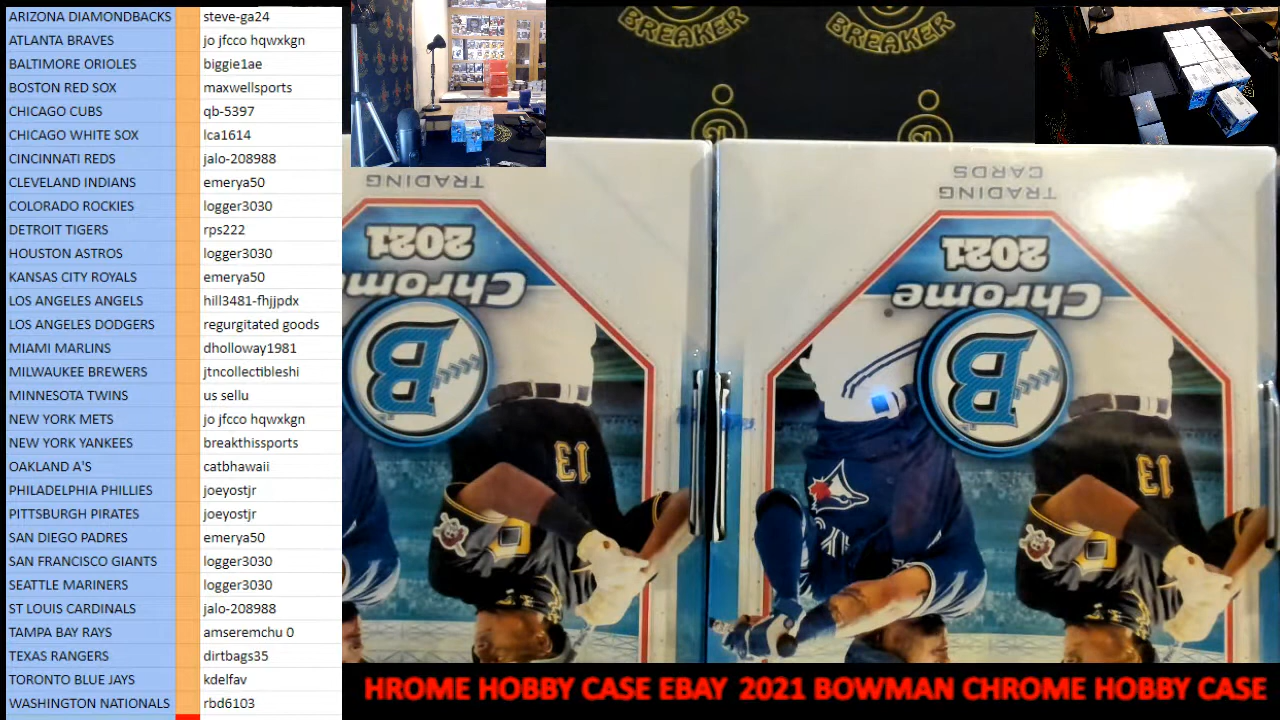 ARIZONA DIAMONDBACKS steve-ga24
ATLANTA BRAVES jo jfcco hqwxkgn
BALTIMORE ORIOLES biggie1ae
BOSTON RED SOX maxwellsports
CHICAGO CUBS qb-5397
CHICAGO WHITE SOX lca1614
CINCINNATI REDS jalo-208988
CLEVELAND INDIANS emerya50
COLORADO ROCKIES logger3030
DETROIT TIGERS rps222
HOUSTON ASTROS logger3030
KANSAS CITY ROYALS emerya50
LOS ANGELES ANGELS hill3481-fhjjpdx
LOS ANGELES DODGERS regurgitated goods
MIAMI MARLINS dholloway1981
MILWAUKEE BREWERS jtncollectibleshi
MINNESOTA TWINS us sellu
NEW YORK METS jo jfcco hqwxkgn
NEW YORK YANKEES breakthissports
OAKLAND A'S catbhawaii
PHILADELPHIA PHILLIES joeyostjr
PITTSBURGH PIRATES joeyostjr
SAN DIEGO PADRES emerya50
SAN FRANCISCO GIANTS logger3030
SEATTLE MARINERS logger3030
ST LOUIS CARDINALS jalo-208988
TAMPA BAY RAYS amseremchu 0
TEXAS RANGERS dirtbags35
TORONTO BLUE JAYS kdelfav
WASHINGTON NATIONALS rbd6103
BREAKER BREAKER
TRADING
2021
Chrome
B
13
TRADING
CARDS
2021
Chrome
B
13
HROME HOBBY CASE EBAY 2021 BOWMAN CHROME HOBBY CASE